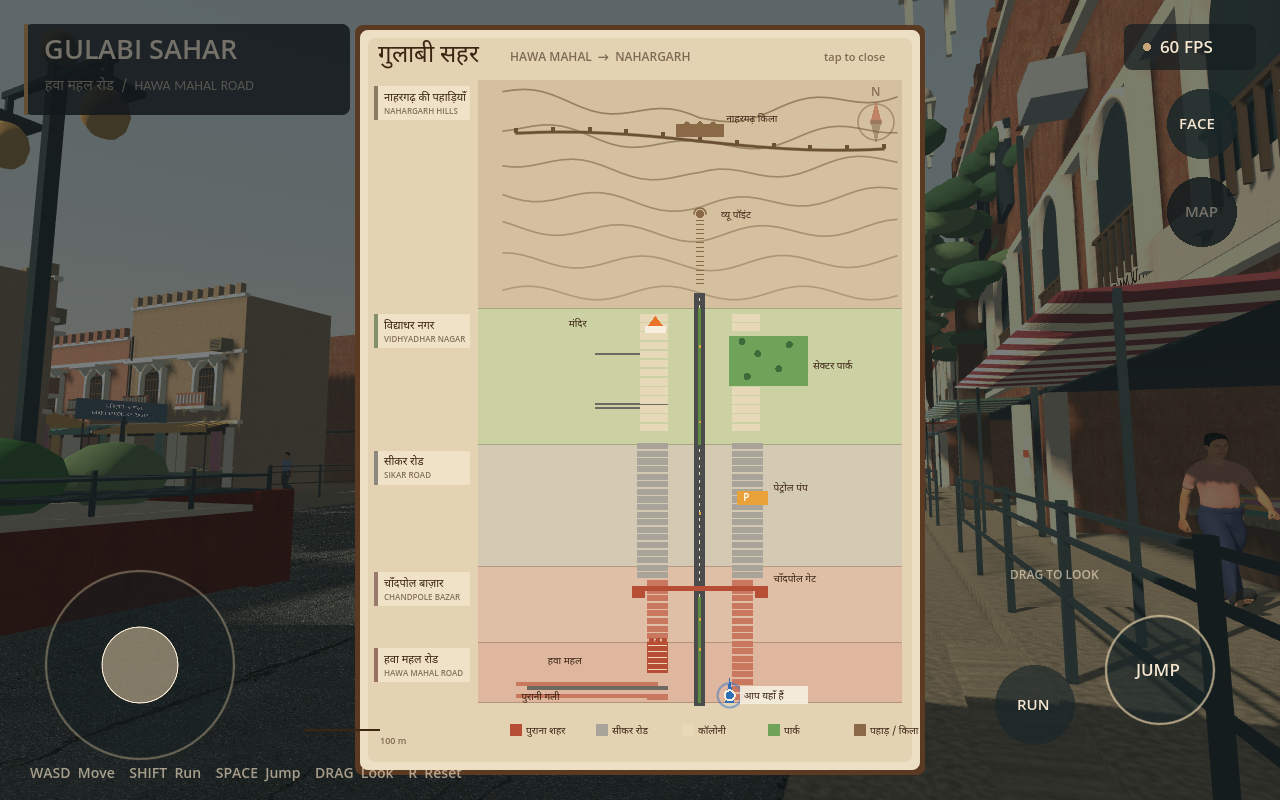 GULABI SAHAR
हवा महल रोड / HAWA MAHAL ROAD
गुलाबी सहर
HAWA MAHAL → NAHARGARH
tap to close
60 FPS
FACE
MAP
नाहरगढ़ की पहाड़ियाँ
NAHARGARH HILLS
N
नाहरगढ़ किला
व्यू पॉइंट
विद्याधर नगर
VIDHYADHAR NAGAR
मंदिर
सेक्टर पार्क
सीकर रोड
SIKAR ROAD
पेट्रोल पंप
P
चाँदपोल बाज़ार
CHANDPOLE BAZAR
चाँदपोल गेट
हवा महल रोड
HAWA MAHAL ROAD
हवा महल
पुरानी गली
आप यहाँ हैं
पुराना शहर
सीकर रोड
कॉलोनी
पार्क
पहाड़ / किला
100 m
DRAG TO LOOK
JUMP
RUN
WASD Move SHIFT Run SPACE Jump DRAG Look R Reset